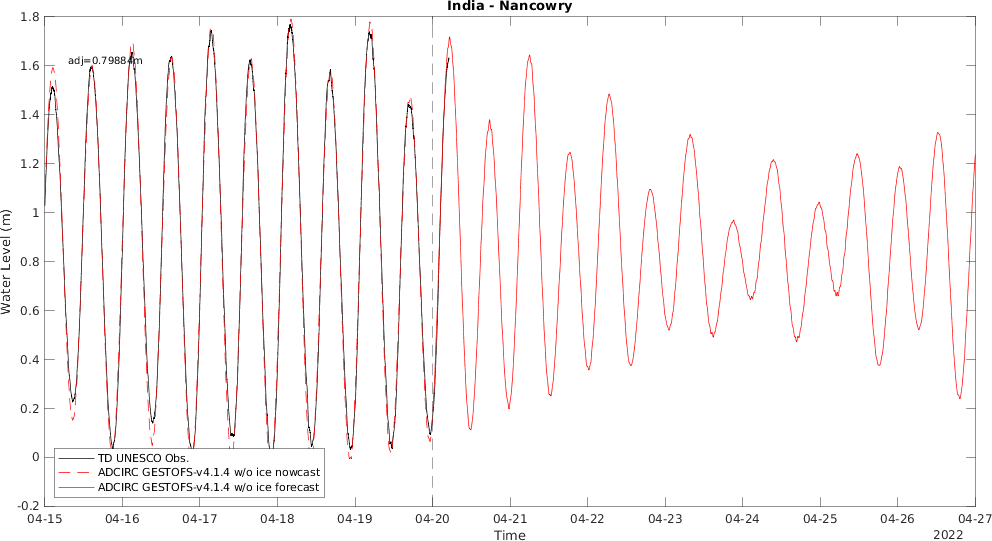 India - Nancowry
1.8
1.6
1.4
1.2
1
0.8
0.6
0.4
0.2
0
-0.2
Water Level (m)
adj=0.79884m
TD UNESCO Obs.
ADCIRC GESTOFS-v4.1.4 w/o ice nowcast
ADCIRC GESTOFS-v4.1.4 w/o ice forecast
04-15 04-16 04-17 04-18 04-19 04-20 04-21 04-22 04-23 04-24 04-25 04-26 04-27
Time
2022